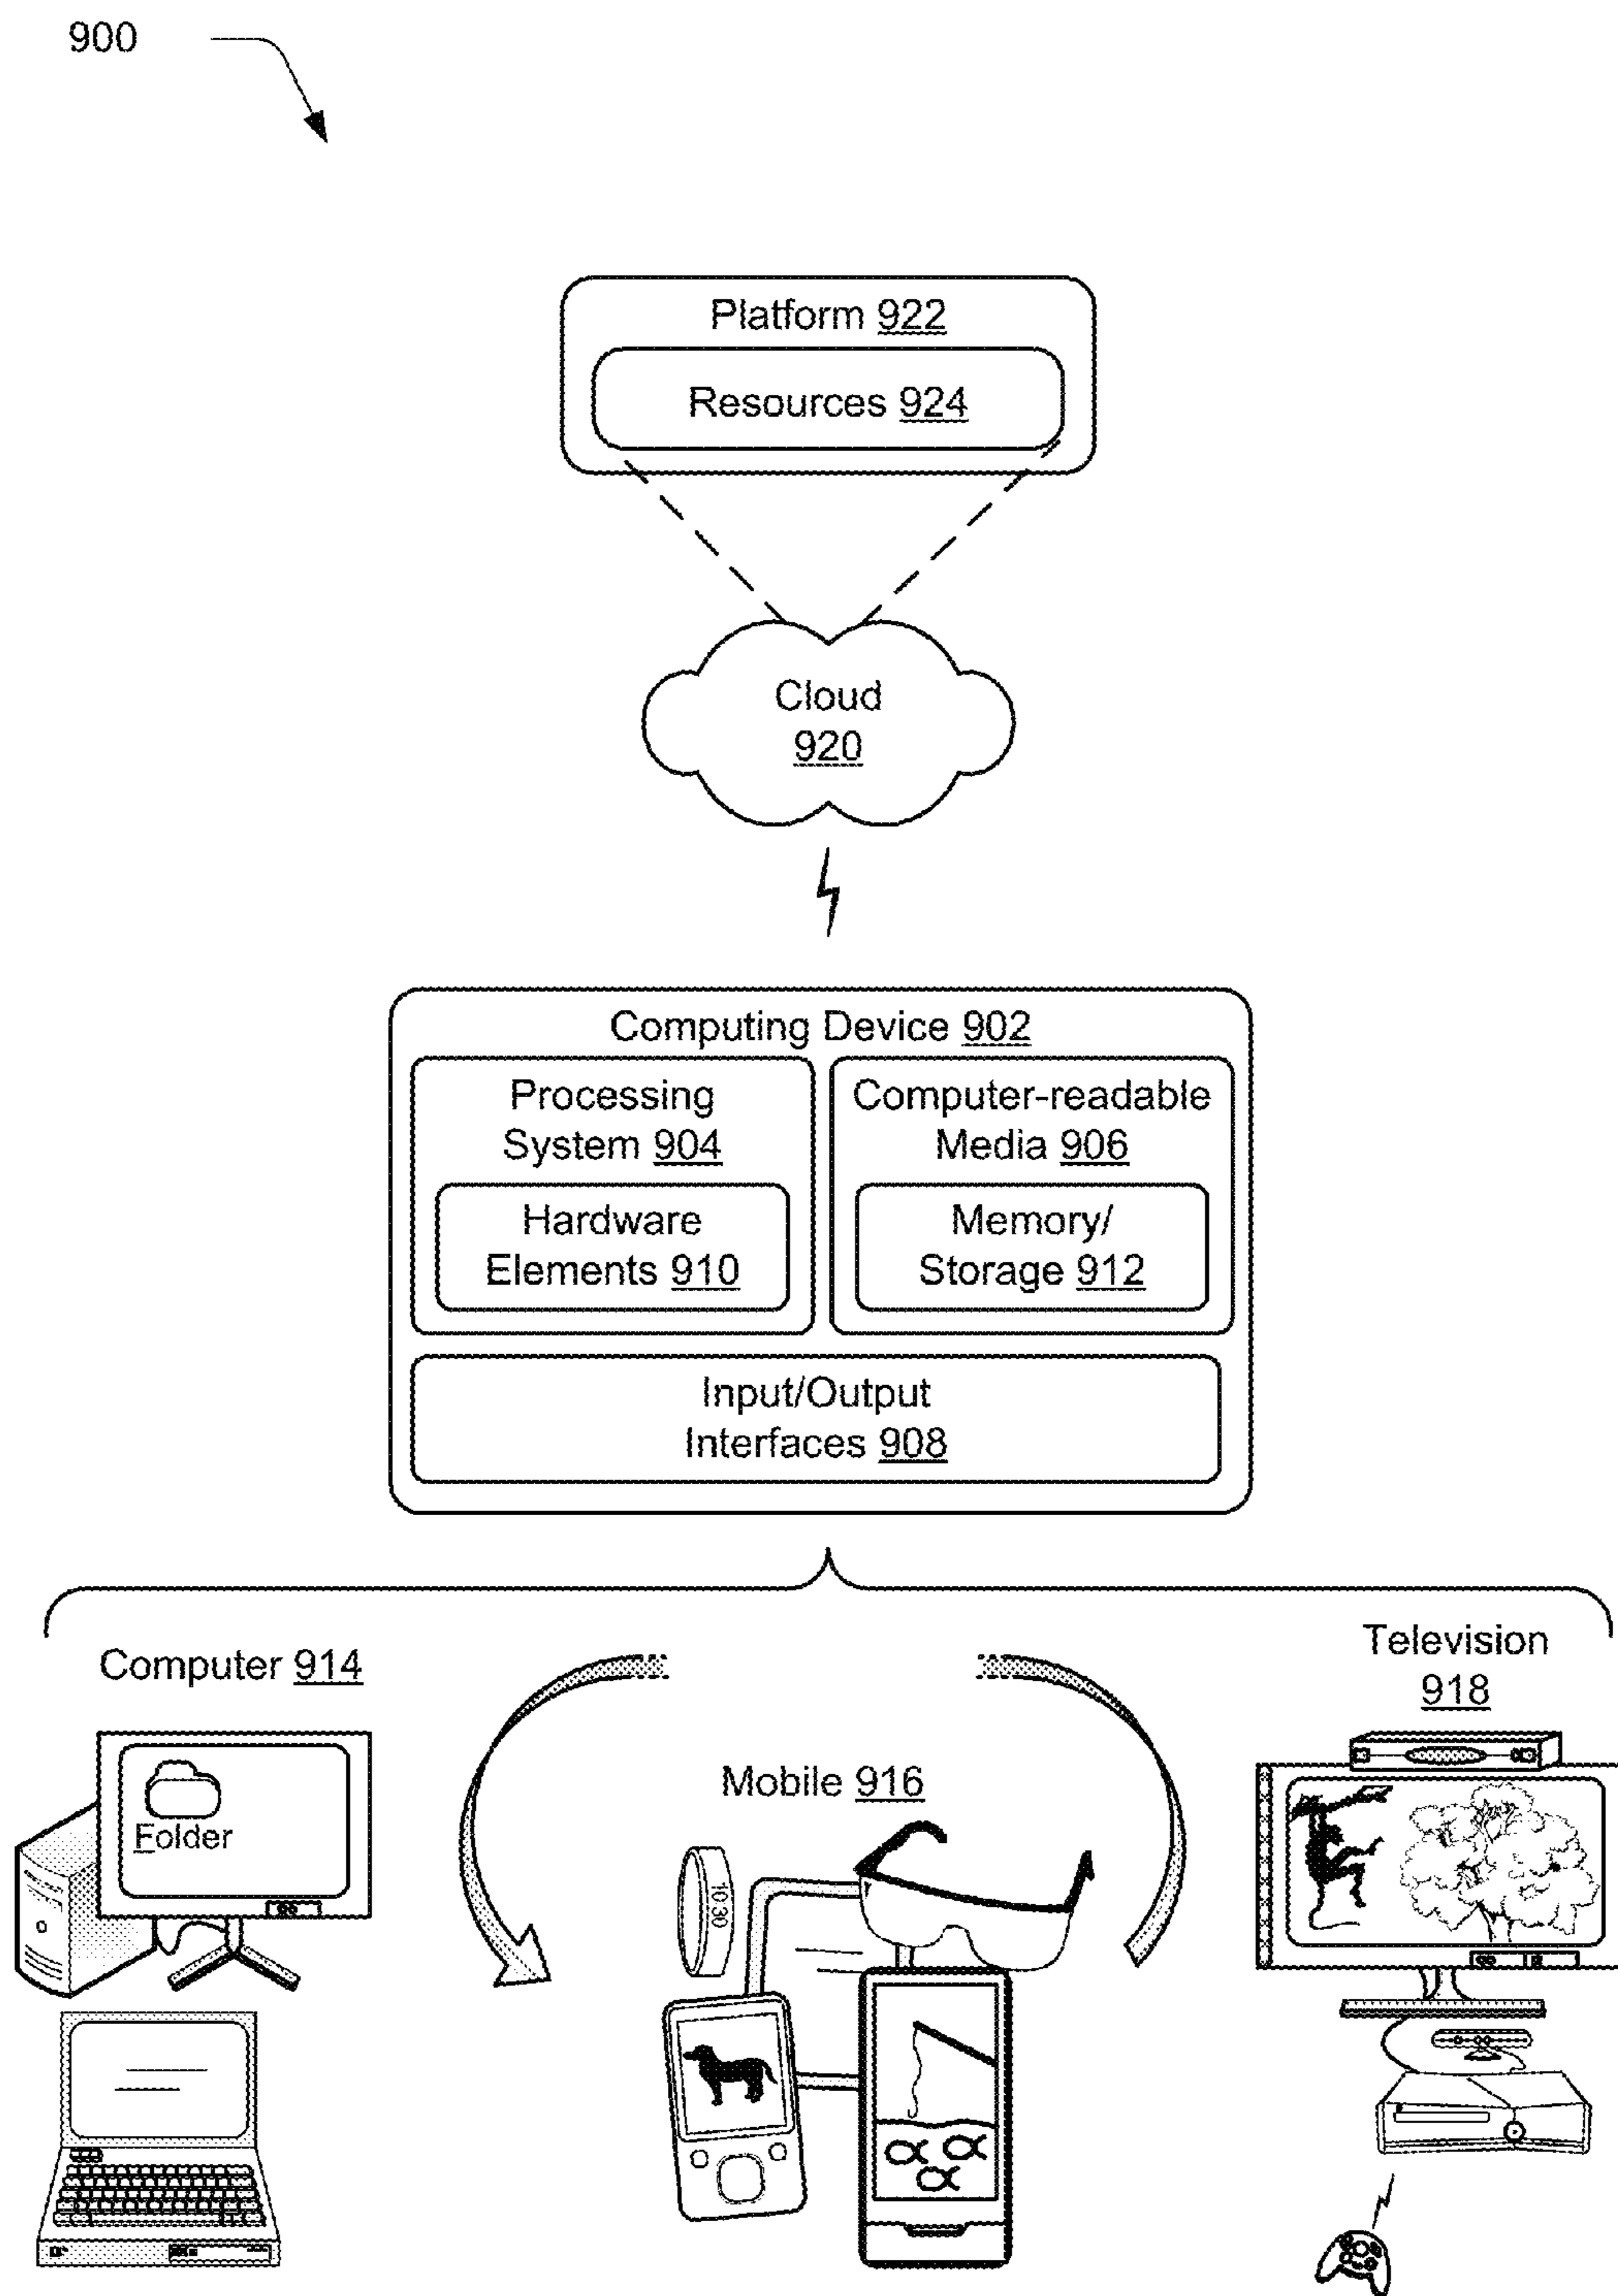 900
Platform 922
Resources 924
Cloud
920
Computing Device 902
Processing
System 904
Hardware
Elements 910
Computer-readable
Media 906
Memory/
Storage 912
Input/Output
Interfaces 908
Computer 914
Folder
Mobile 916
10:30
Television
918